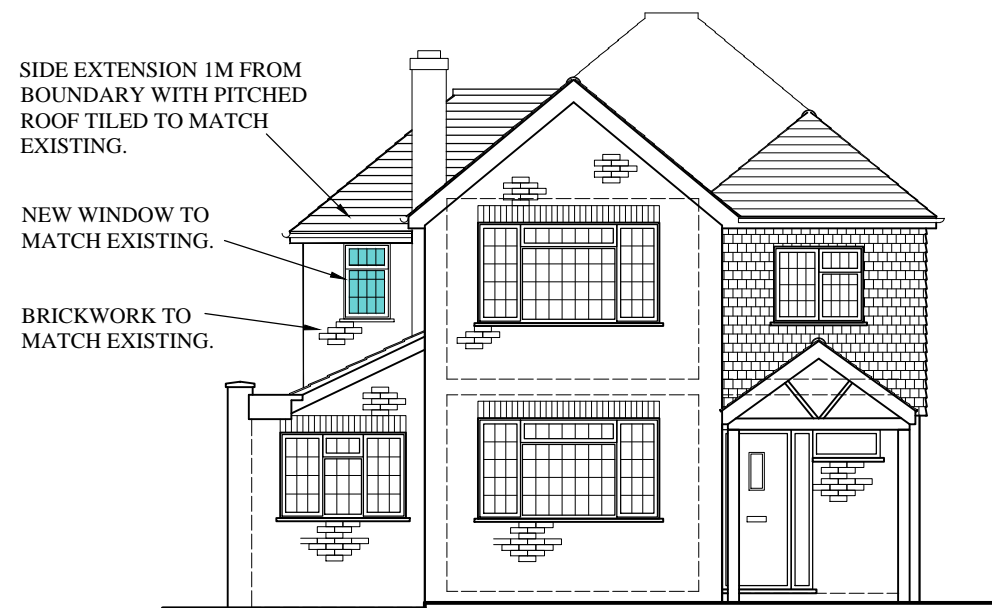 SIDE EXTENSION 1M FROM
BOUNDARY WITH PITCHED
ROOF TILED TO MATCH
EXISTING.
NEW WINDOW TO
MATCH EXISTING.
BRICKWORK TO
MATCH EXISTING.